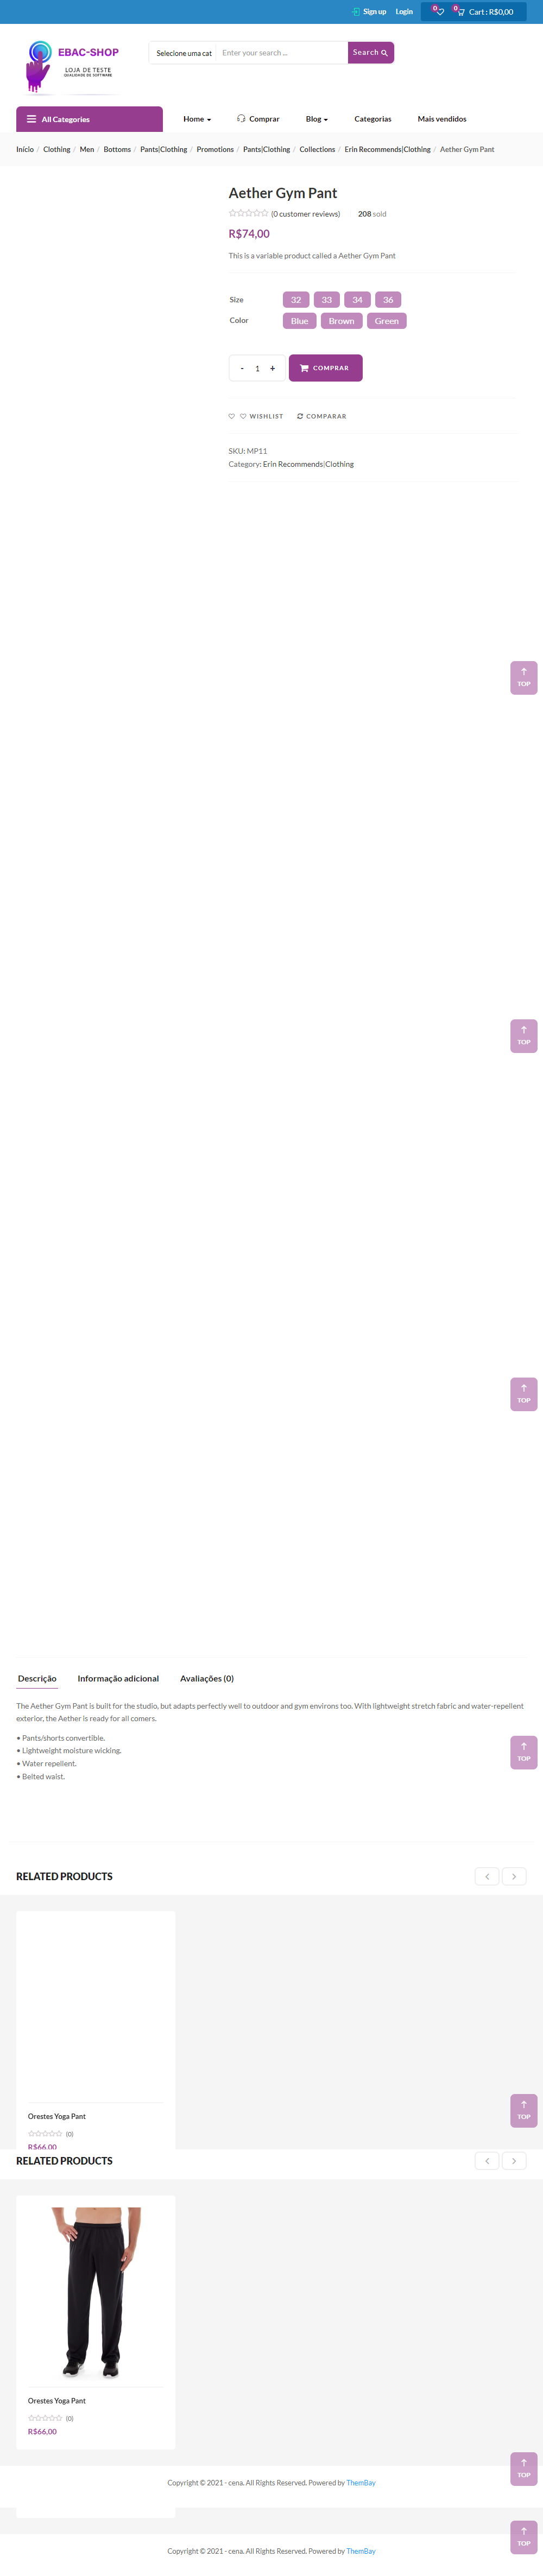 Sign up Login 0 0 Cart : R$0,00
EBAC-SHOP
LOJA DE TESTE
QUALIDADE DE SOFTWARE
Selecione uma cat Enter your search ... Search
All Categories Home Comprar Blog Categorias Mais vendidos
Início / Clothing / Men / Bottoms / Pants|Clothing / Promotions / Pants|Clothing / Collections / Erin Recommends|Clothing / Aether Gym Pant
Aether Gym Pant
(0 customer reviews) 208 sold
R$74,00
This is a variable product called a Aether Gym Pant
Size 32 33 34 36
Color Blue Brown Green
- 1 + COMPRAR
WISHLIST COMPARAR
SKU: MP11
Category: Erin Recommends|Clothing
TOP
TOP
TOP
Descrição Informação adicional Avaliações (0)
The Aether Gym Pant is built for the studio, but adapts perfectly well to outdoor and gym environs too. With lightweight stretch fabric and water-repellent
exterior, the Aether is ready for all comers.
• Pants/shorts convertible.
• Lightweight moisture wicking.
• Water repellent.
• Belted waist.
TOP
RELATED PRODUCTS
TOP
Orestes Yoga Pant
(0)
R$66,00
RELATED PRODUCTS
Orestes Yoga Pant
(0)
R$66,00
TOP
Copyright © 2021 - cena. All Rights Reserved. Powered by ThemBay
TOP
Copyright © 2021 - cena. All Rights Reserved. Powered by ThemBay